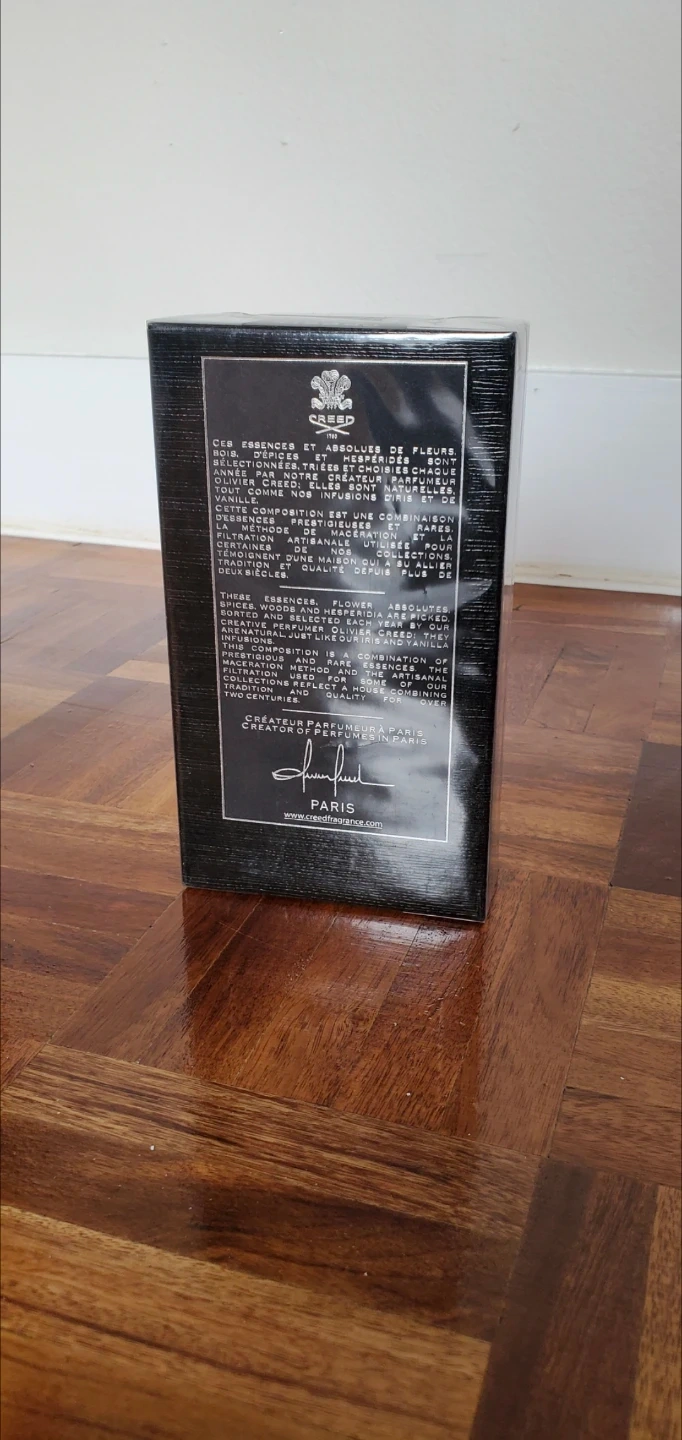 CREED
1760
CES ESSENCES ET ABSOLUES DE FLEURS,
BOIS, D'ÉPICES ET HESPÉRIDÉS SONT
SÉLECTIONNÉES, TRIÉES ET CHOISIES CHAQUE
ANNÉE PAR NOTRE CRÉATEUR PARFUMEUR
OLIVIER CREED; ELLES SONT NATURELLES,
TOUT COMME NOS INFUSIONS D'IRIS ET DE
VANILLE.
CETTE COMPOSITION EST UNE COMBINAISON
D'ESSENCES PRESTIGIEUSES ET RARES.
LA MÉTHODE DE MACÉRATION ET LA
FILTRATION ARTISANALE UTILISÉE POUR
CERTAINES DE NOS COLLECTIONS,
TÉMOIGNENT D'UNE MAISON QUI A SU ALLIER
TRADITION ET QUALITÉ DEPUIS PLUS DE
DEUX SIÈCLES.
THESE ESSENCES, FLOWER ABSOLUTES,
SPICES, WOODS AND HESPERIDIA ARE PICKED,
SORTED AND SELECTED EACH YEAR BY OUR
CREATIVE PERFUMER OLIVIER CREED; THEY
ARE NATURAL, JUST LIKE OUR IRIS AND VANILLA
INFUSIONS.
THIS COMPOSITION IS A COMBINATION OF
PRESTIGIOUS AND RARE ESSENCES. THE
MACERATION METHOD AND THE ARTISANAL
FILTRATION USED FOR SOME OF OUR
COLLECTIONS REFLECT A HOUSE COMBINING
TRADITION AND QUALITY FOR OVER
TWO CENTURIES.
CRÉATEUR PARFUMEUR À PARIS
CREATOR OF PERFUMES IN PARIS
PARIS
www.creedfragrance.com